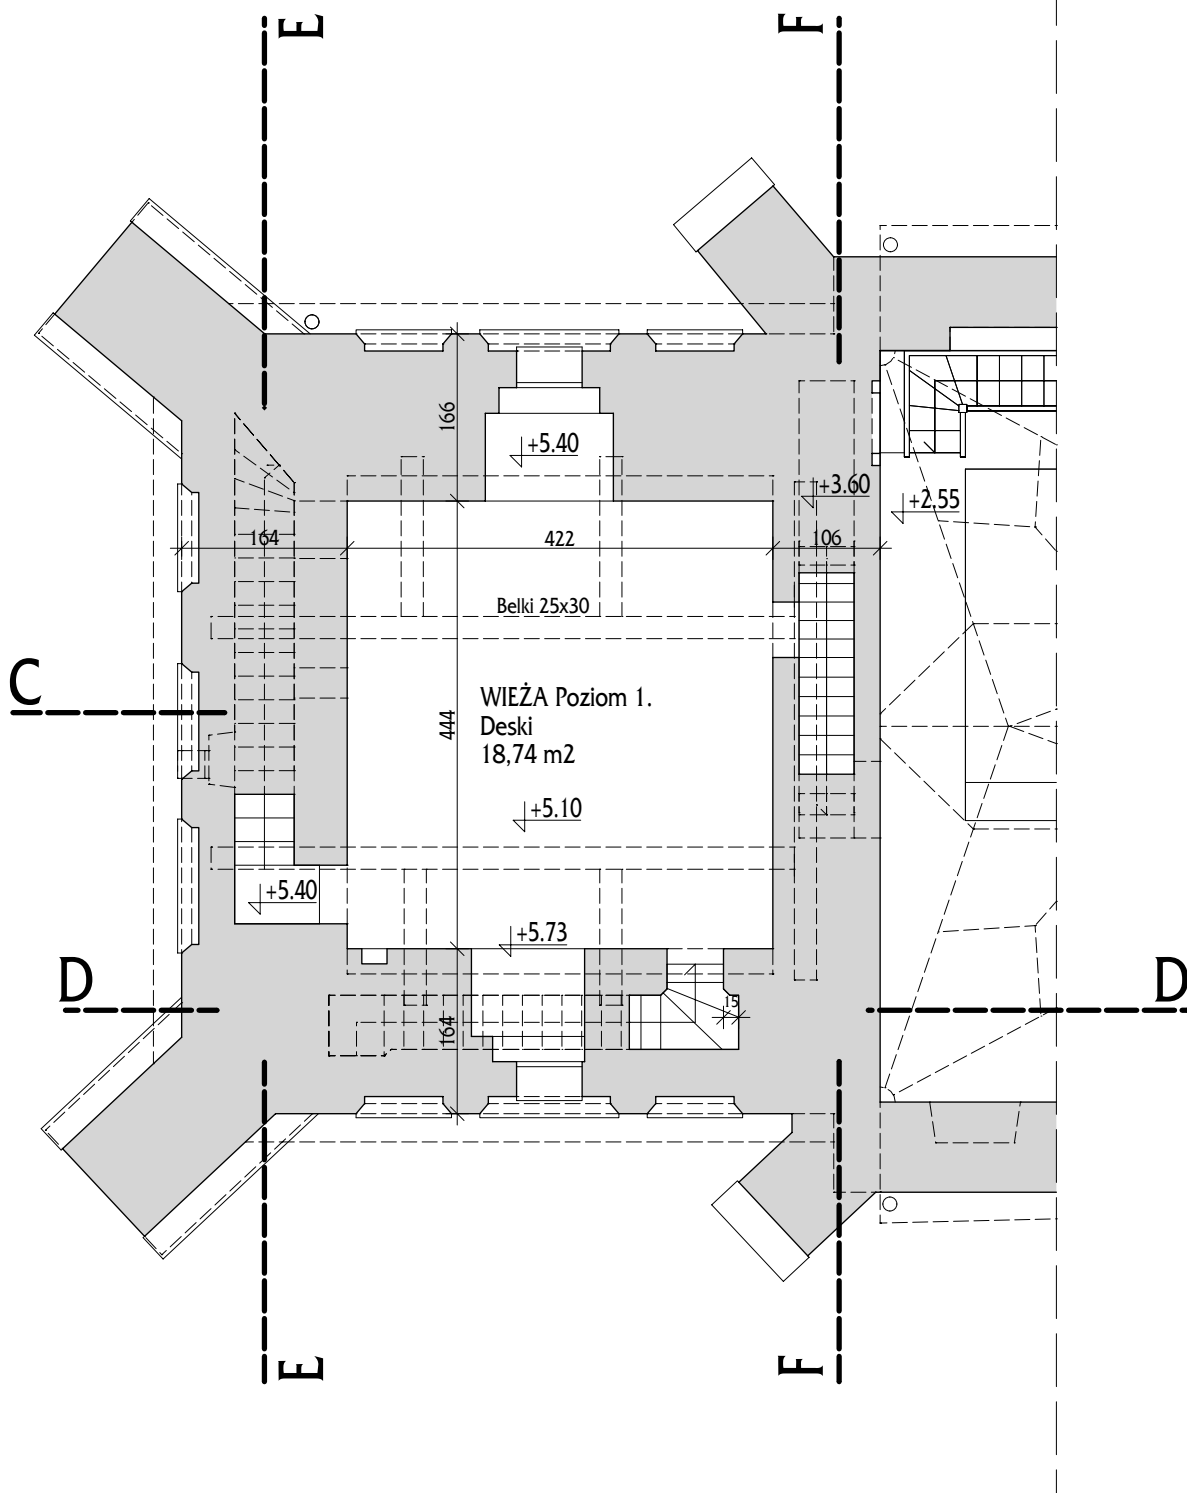 E
F
166
+5.40
+3.60
+2.55
164
422
106
Belki 25x30
C
WIEŻA Poziom 1.
Deski
18,74 m2
444
+5.10
+5.40
+5.73
D
D
15
164
E
F